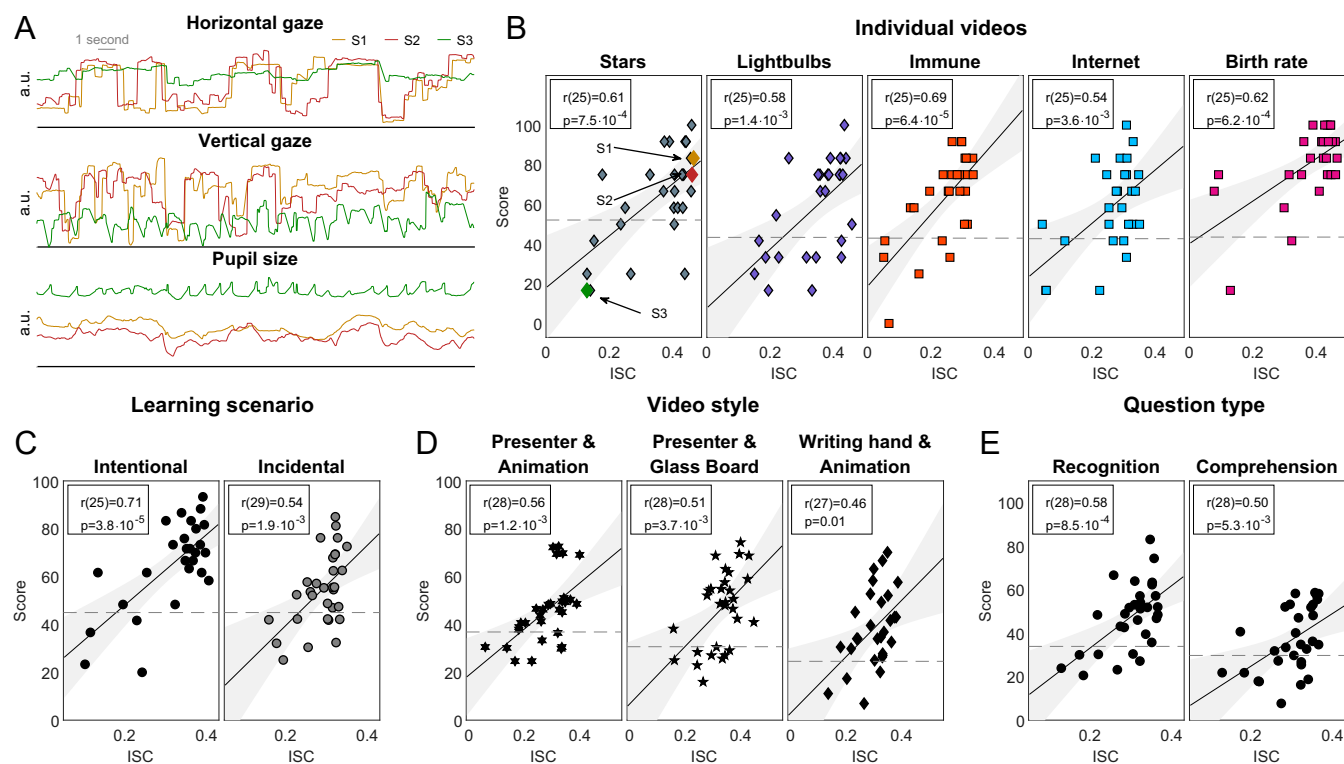 A
Horizontal gaze
1 second
S1
S2
S3
a.u.
Vertical gaze
a.u.
Pupil size
a.u.
B
Individual videos
Stars
Lightbulbs
Immune
Internet
Birth rate
r(25)=0.61
p=7.5·10-4
r(25)=0.58
p=1.4·10-3
r(25)=0.69
p=6.4·10-5
r(25)=0.54
p=3.6·10-3
r(25)=0.62
p=6.2·10-4
S1
S2
S3
Score
100
80
60
40
20
0
0 0.2 0.4
0 0.2 0.4
0 0.2 0.4
0 0.2 0.4
0 0.2 0.4
ISC
ISC
ISC
ISC
ISC
Learning scenario
C
Intentional
Incidental
r(25)=0.71
p=3.8·10-5
r(29)=0.54
p=1.9·10-3
Score
100
80
60
40
20
0
0.2 0.4
0.2 0.4
ISC
ISC
Video style
D
Presenter &
Animation
Presenter &
Glass Board
Writing hand &
Animation
r(28)=0.56
p=1.2·10-3
r(28)=0.51
p=3.7·10-3
r(27)=0.46
p=0.01
Score
100
80
60
40
20
0
0 0.2 0.4
0 0.2 0.4
0 0.2 0.4
ISC
ISC
ISC
Question type
E
Recognition
Comprehension
r(28)=0.58
p=8.5·10-4
r(28)=0.50
p=5.3·10-3
Score
100
80
60
40
20
0
0.2 0.4
0.2 0.4
ISC
ISC